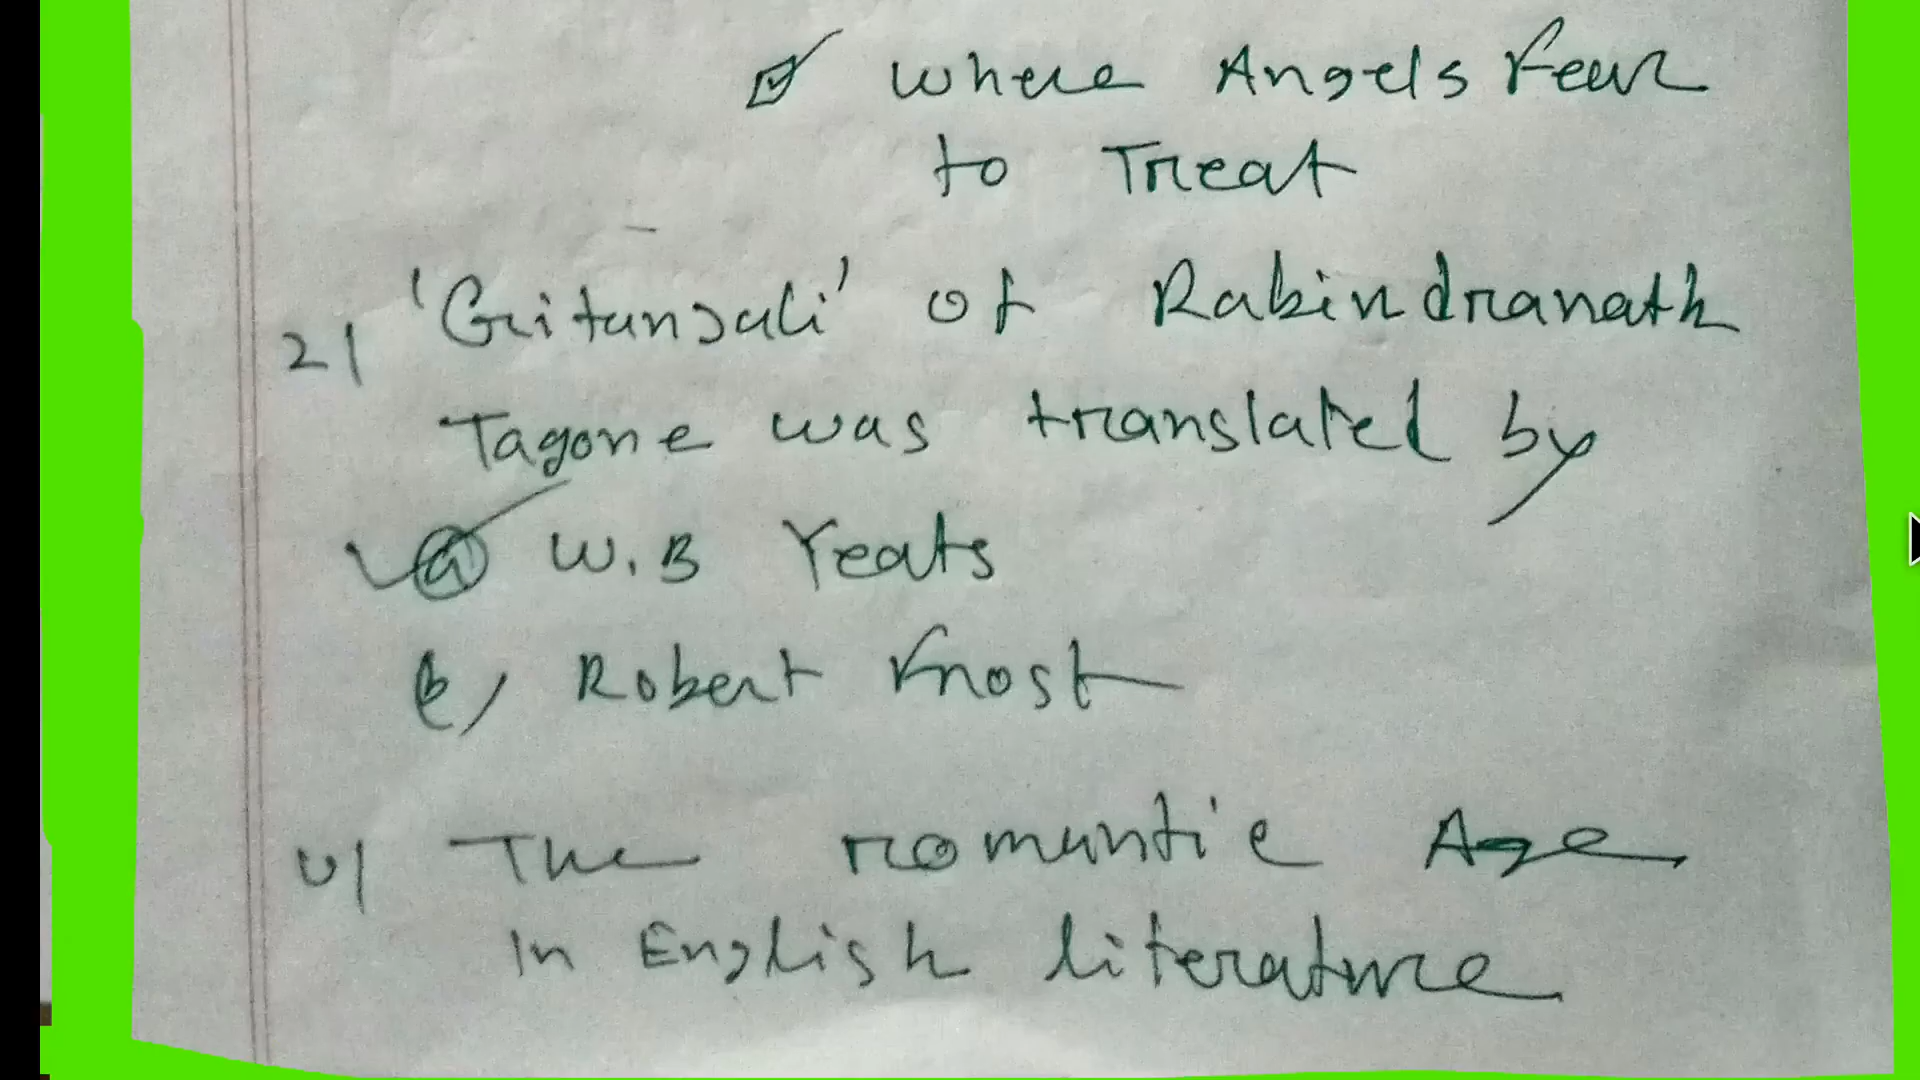 ☑ Where Angels Fear
to Treat
21 'Gitanjali' of Rabindranath
Tagore was translated by
ⓐ W.B Yeats
b) Robert Frost
The romantic Age
In English literature